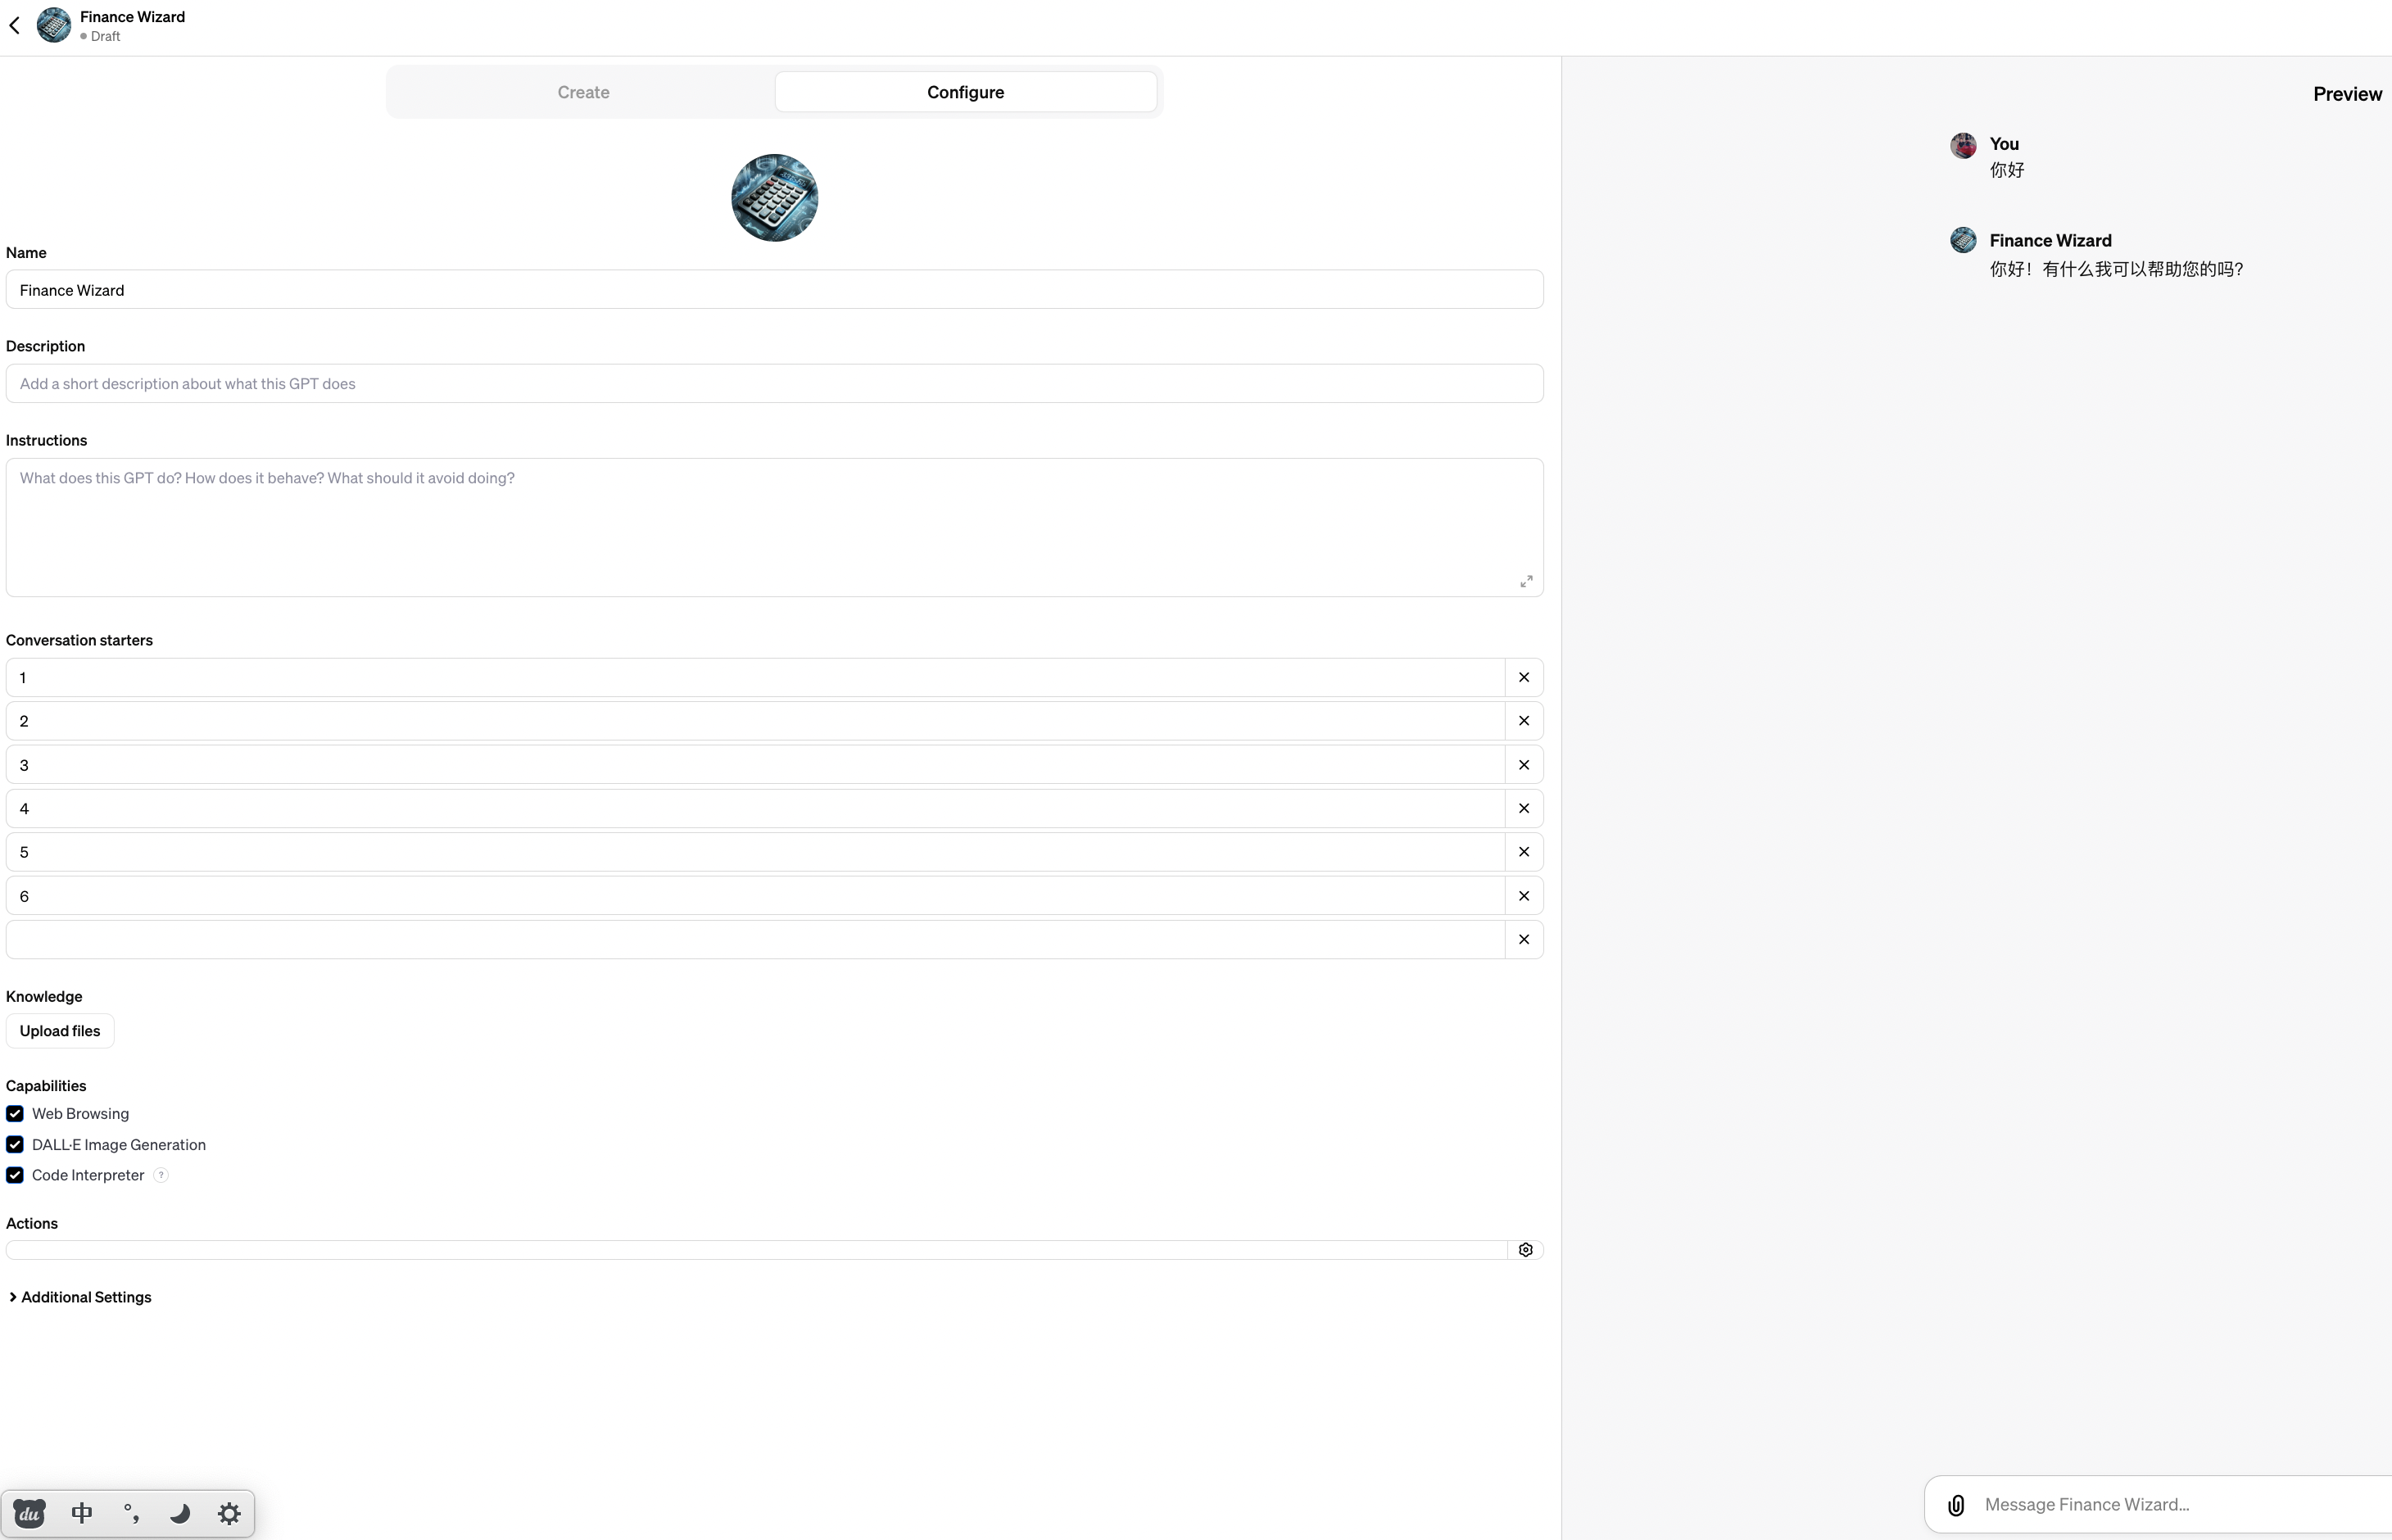 Finance Wizard
Draft
Create
Configure
Name
Finance Wizard
Description
Add a short description about what this GPT does
Instructions
What does this GPT do? How does it behave? What should it avoid doing?
Conversation starters
1
2
3
4
5
6
Knowledge
Upload files
Capabilities
Web Browsing
DALL·E Image Generation
Code Interpreter ?
Actions
Additional Settings
du 中 °,
Preview
You
你好
Finance Wizard
你好！有什么我可以帮助您的吗？
Message Finance Wizard...